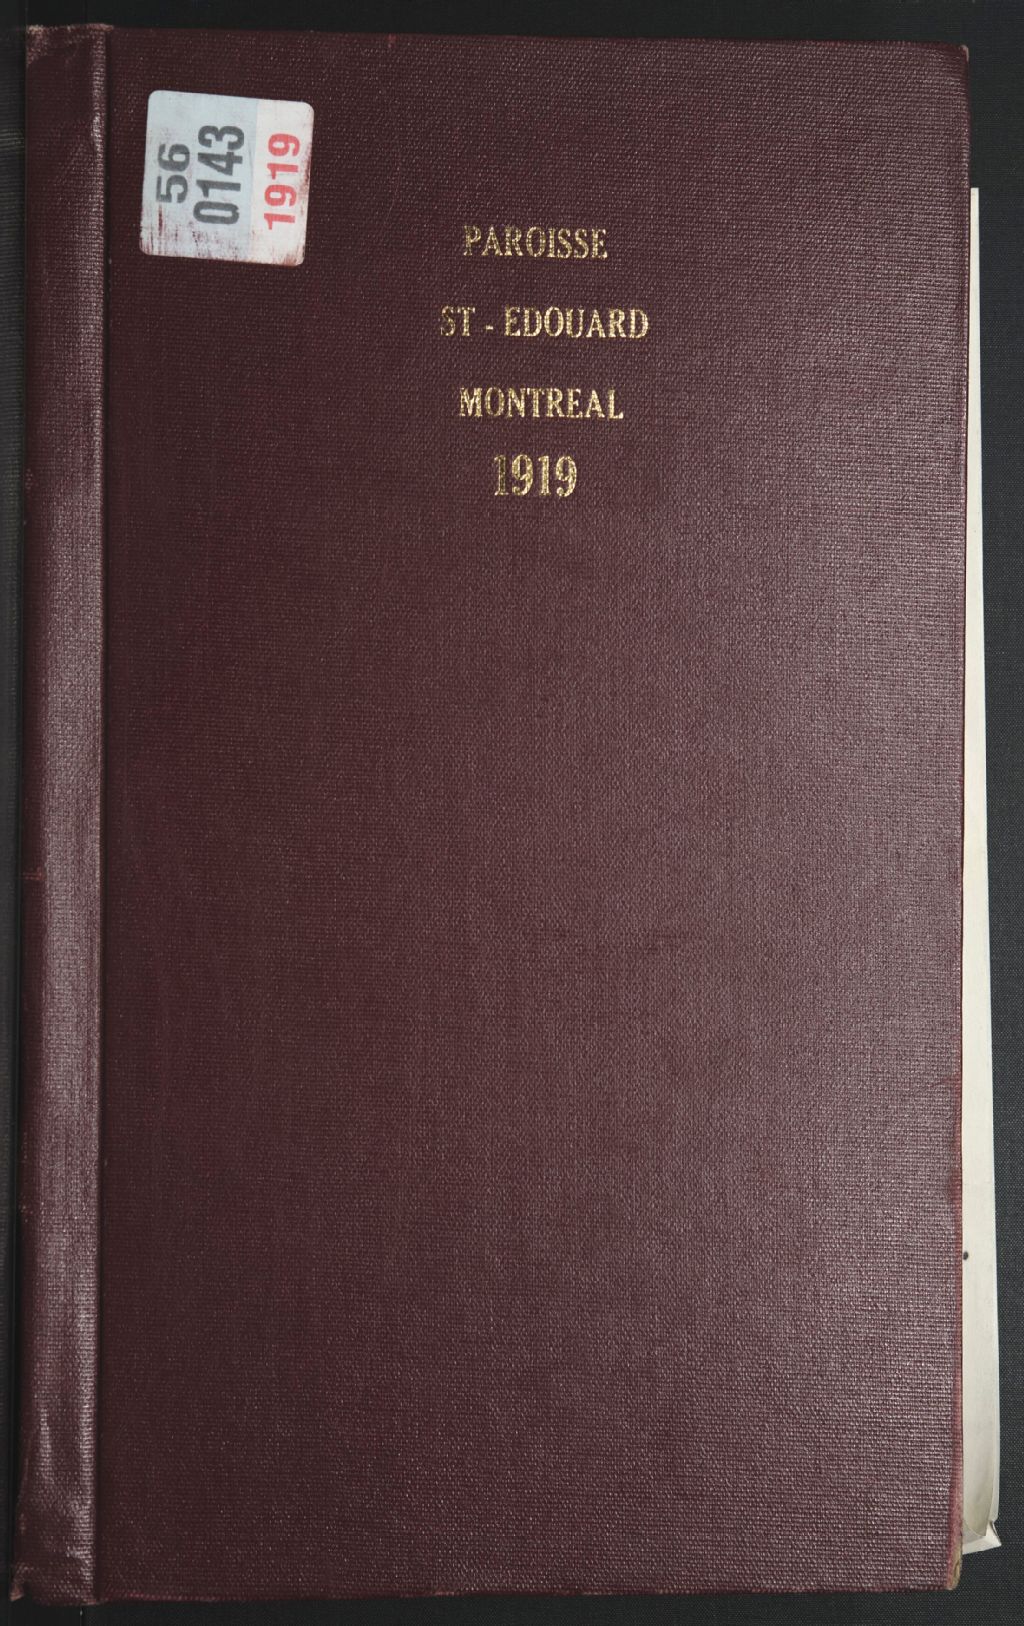 56
0143
1919
PAROISSE
ST - EDOUARD
MONTREAL
1919